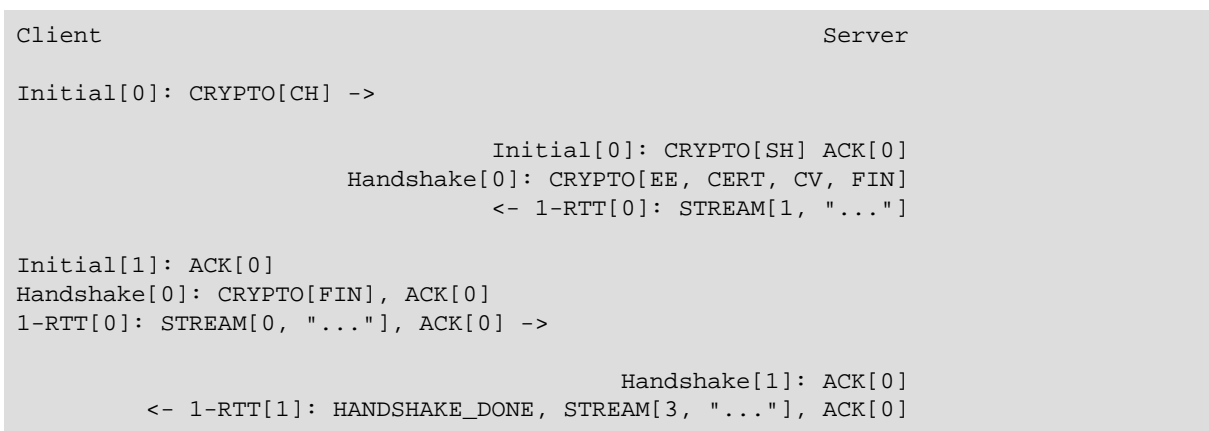 Client Server
Initial[0]: CRYPTO[CH] ->
Initial[0]: CRYPTO[SH] ACK[0]
Handshake[0]: CRYPTO[EE, CERT, CV, FIN]
<- 1-RTT[0]: STREAM[1, "..."]
Initial[1]: ACK[0]
Handshake[0]: CRYPTO[FIN], ACK[0]
1-RTT[0]: STREAM[0, "..."], ACK[0] ->
Handshake[1]: ACK[0]
<- 1-RTT[1]: HANDSHAKE_DONE, STREAM[3, "..."], ACK[0]